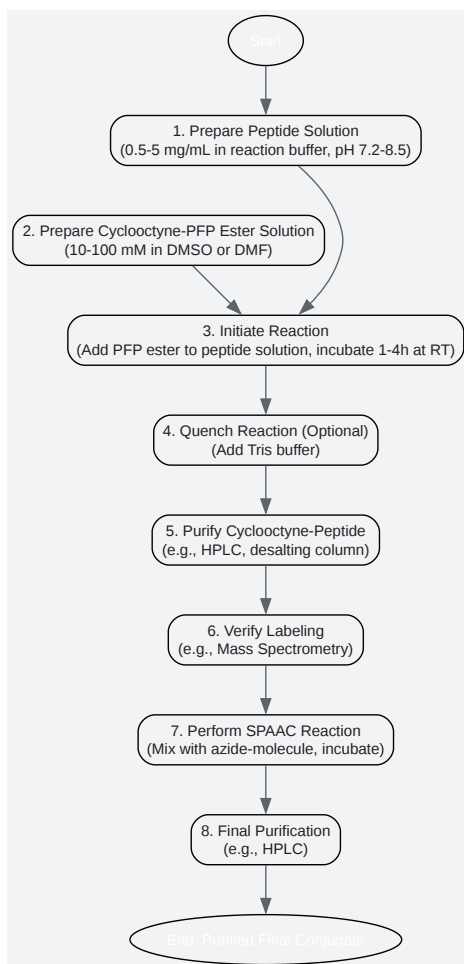 Start
1. Prepare Peptide Solution
(0.5-5 mg/mL in reaction buffer, pH 7.2-8.5)
2. Prepare Cyclooctyne-PFP Ester Solution
(10-100 mM in DMSO or DMF)
3. Initiate Reaction
(Add PFP ester to peptide solution, incubate 1-4h at RT)
4. Quench Reaction (Optional)
(Add Tris buffer)
5. Purify Cyclooctyne-Peptide
(e.g., HPLC, desalting column)
6. Verify Labeling
(e.g., Mass Spectrometry)
7. Perform SPAAC Reaction
(Mix with azide-molecule, incubate)
8. Final Purification
(e.g., HPLC)
End: Purified Final Conjugate